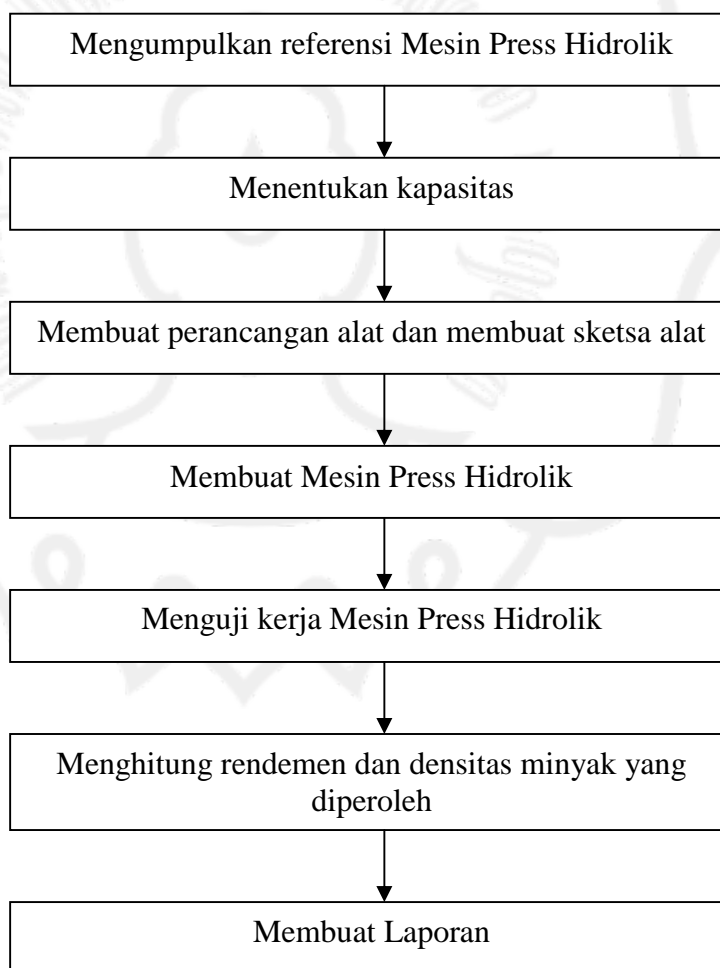 Mengumpulkan referensi Mesin Press Hidrolik
Menentukan kapasitas
Membuat perancangan alat dan membuat sketsa alat
Membuat Mesin Press Hidrolik
Menguji kerja Mesin Press Hidrolik
Menghitung rendemen dan densitas minyak yang
diperoleh
Membuat Laporan